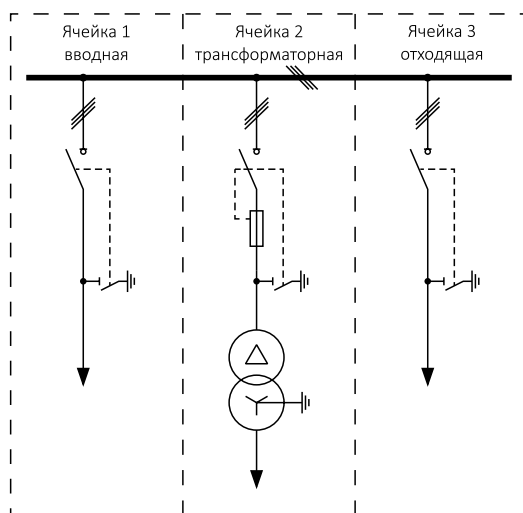 Ячейка 1
вводная
Ячейка 2
трансформаторная
Ячейка 3
отходящая